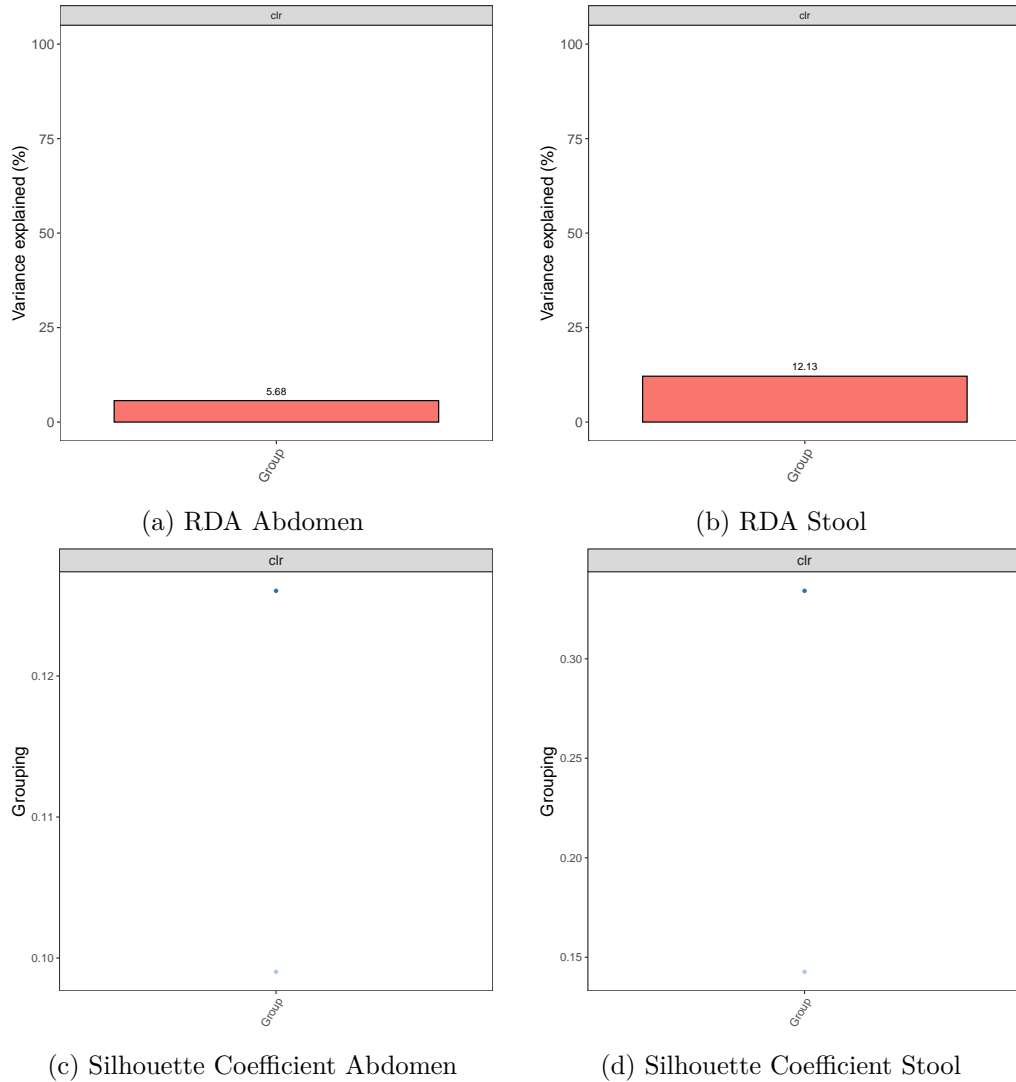 clr
100
75
50
25
0
Variance explained (%)
5.68
Group
(a) RDA Abdomen
clr
100
75
50
25
0
Variance explained (%)
12.13
Group
(b) RDA Stool
clr
0.12
0.11
0.10
Grouping
Group
(c) Silhouette Coefficient Abdomen
clr
0.30
0.25
0.20
0.15
Grouping
Group
(d) Silhouette Coefficient Stool